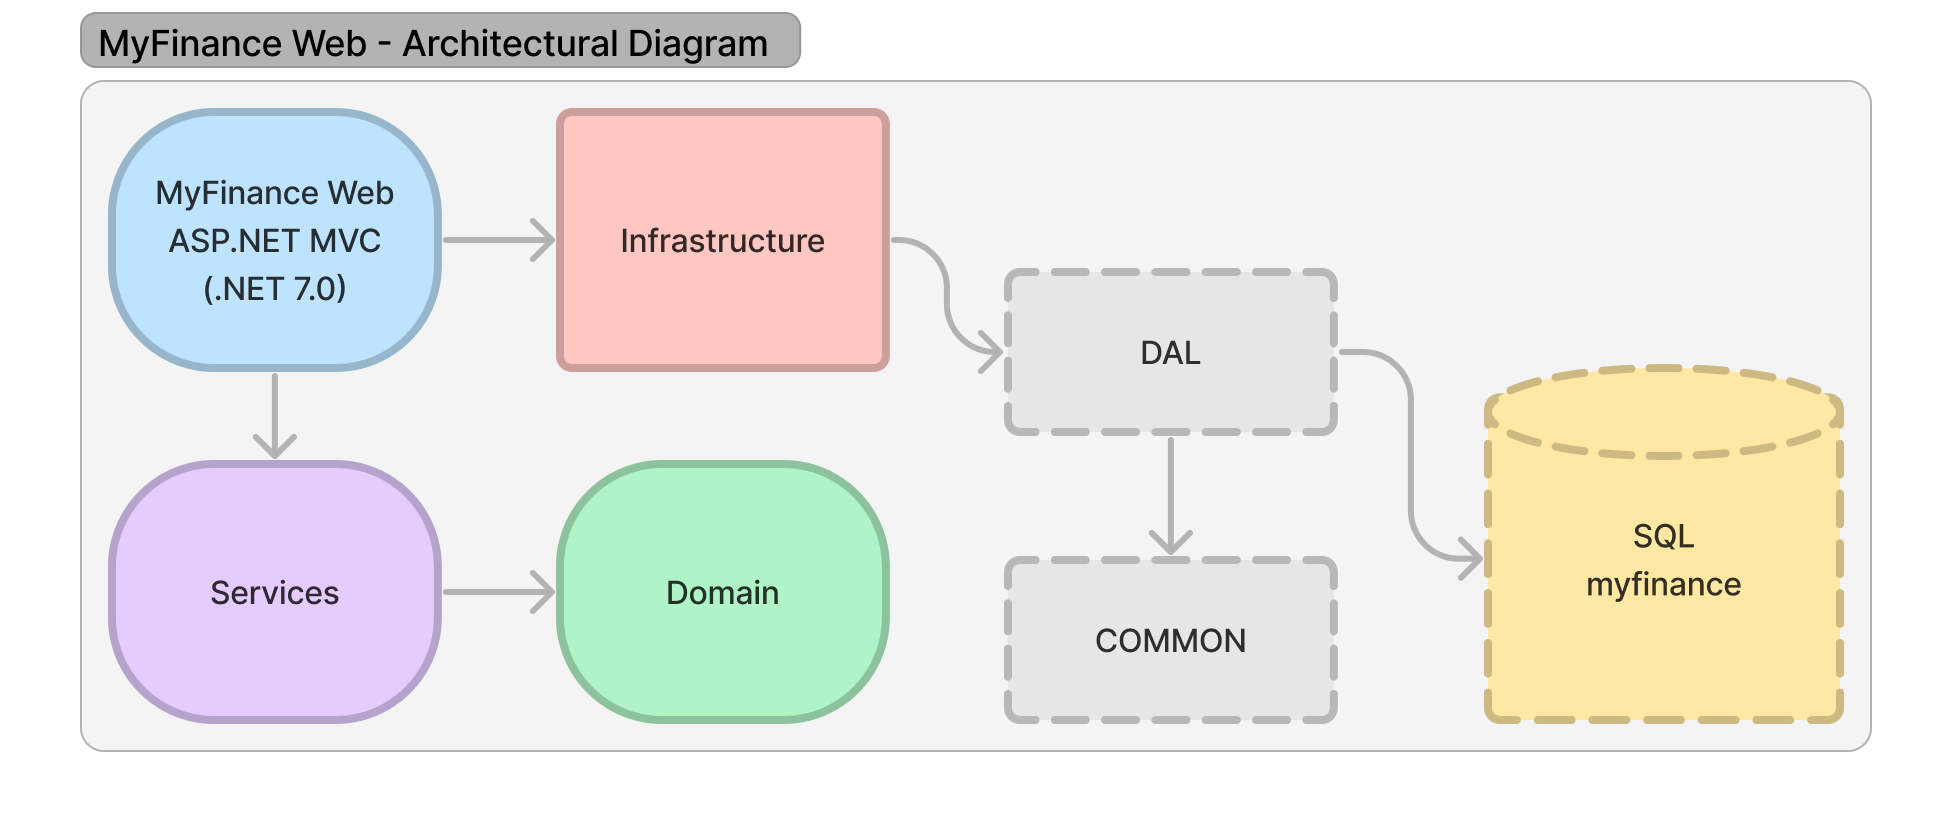 MyFinance Web - Architectural Diagram
MyFinance Web
ASP.NET MVC
(.NET 7.0)
Infrastructure
DAL
SQL
myfinance
Services
Domain
COMMON